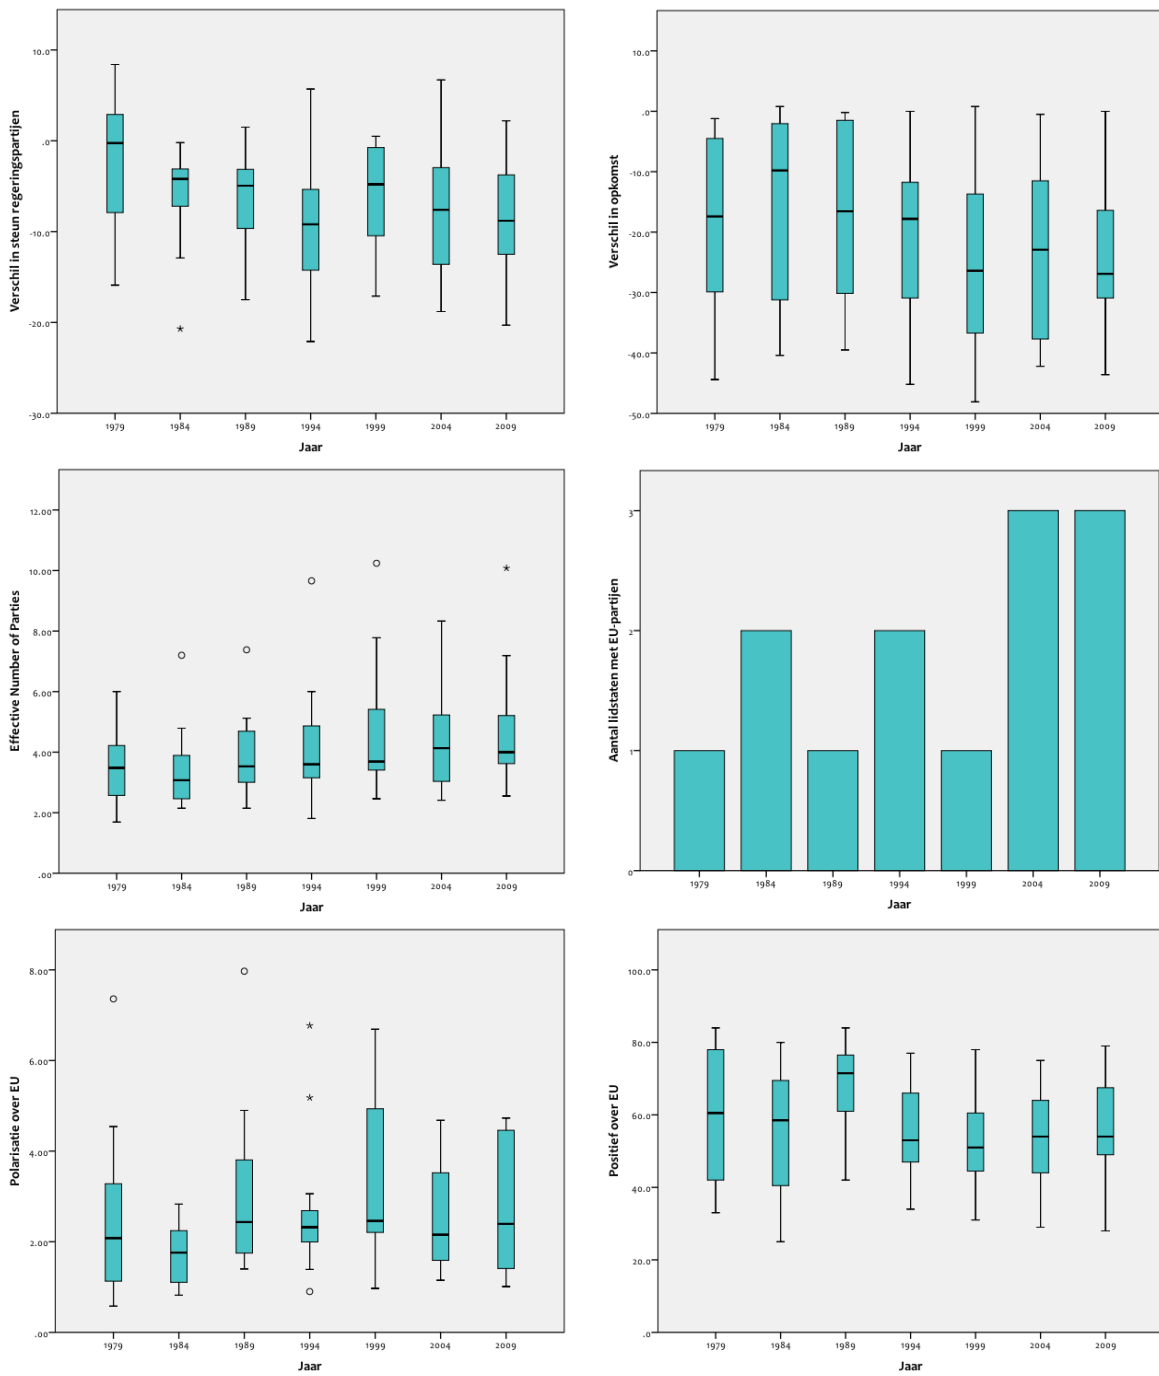 Verschil in steun regeringspartijen
10.0
.0
-10.0
-20.0
-30.0
1979 1984 1989 1994 1999 2004 2009
Jaar
Verschil in opkomst
10.0
.0
-10.0
-20.0
-30.0
-40.0
-50.0
1979 1984 1989 1994 1999 2004 2009
Jaar
Effective Number of Parties
12.00
10.00
8.00
6.00
4.00
2.00
.00
1979 1984 1989 1994 1999 2004 2009
Jaar
Aantal lidstaten met EU-partijen
3
2
1
0
1979 1984 1989 1994 1999 2004 2009
Jaar
Polarisatie over EU
8.00
6.00
4.00
2.00
.00
1979 1984 1989 1994 1999 2004 2009
Jaar
Positief over EU
100.0
80.0
60.0
40.0
20.0
.0
1979 1984 1989 1994 1999 2004 2009
Jaar